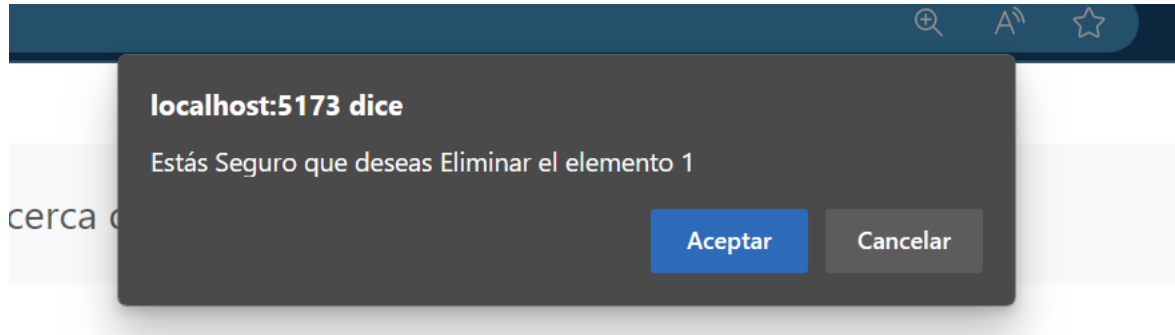 A
localhost:5173 dice
Estás Seguro que deseas Eliminar el elemento 1
cerca
Aceptar Cancelar